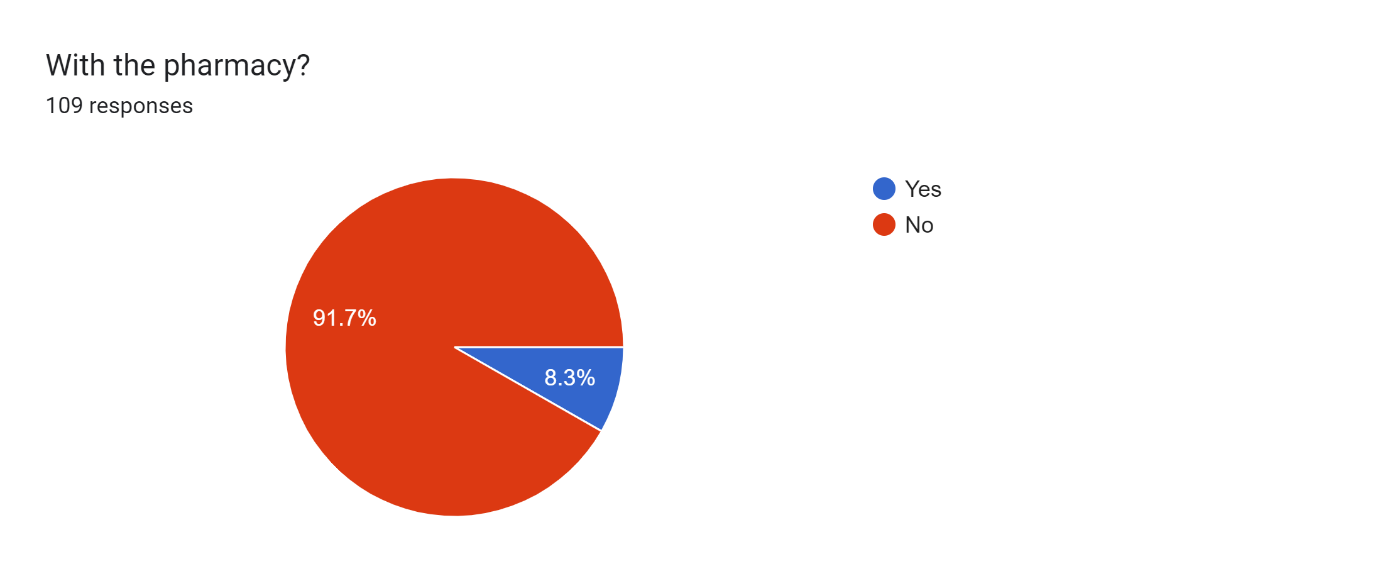 With the pharmacy?
109 responses
Yes
No
91.7%
8.3%